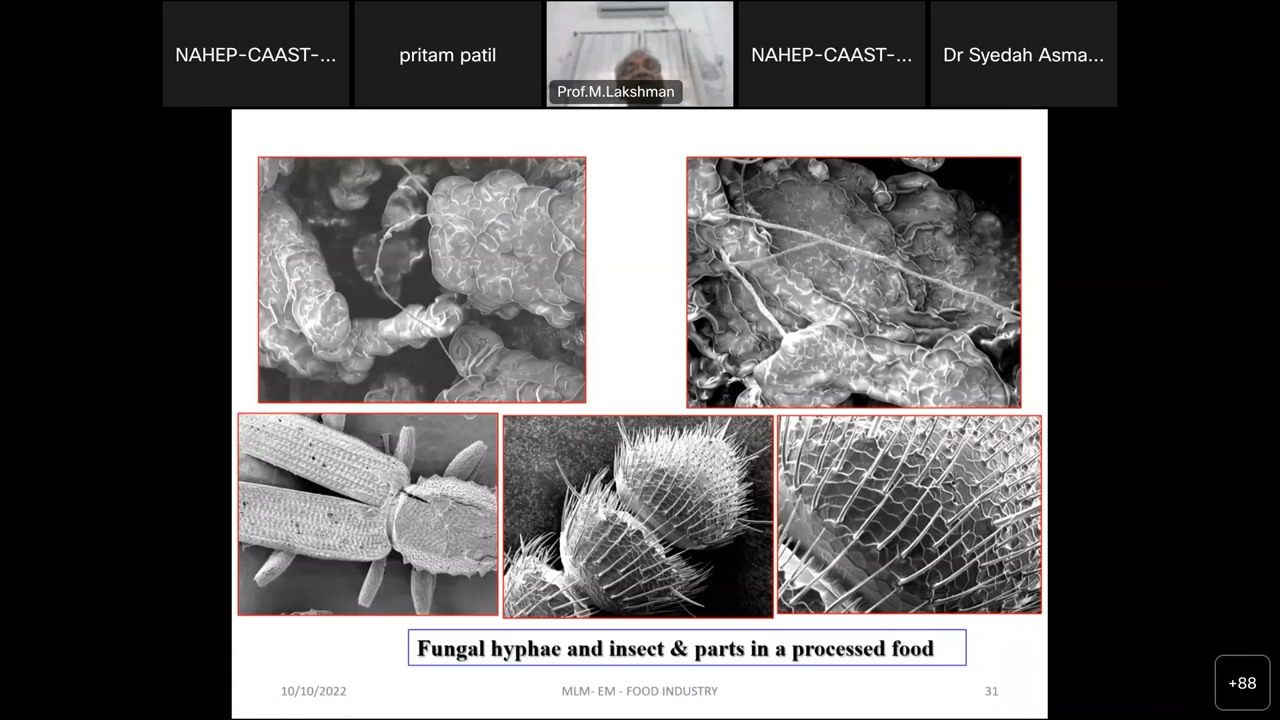 NAHEP-CAAST-...
pritam patil
Prof.M.Lakshman
NAHEP-CAAST-...
Dr Syedah Asma...
Fungal hyphae and insect & parts in a processed food
10/10/2022
MLM- EM - FOOD INDUSTRY
31
+88